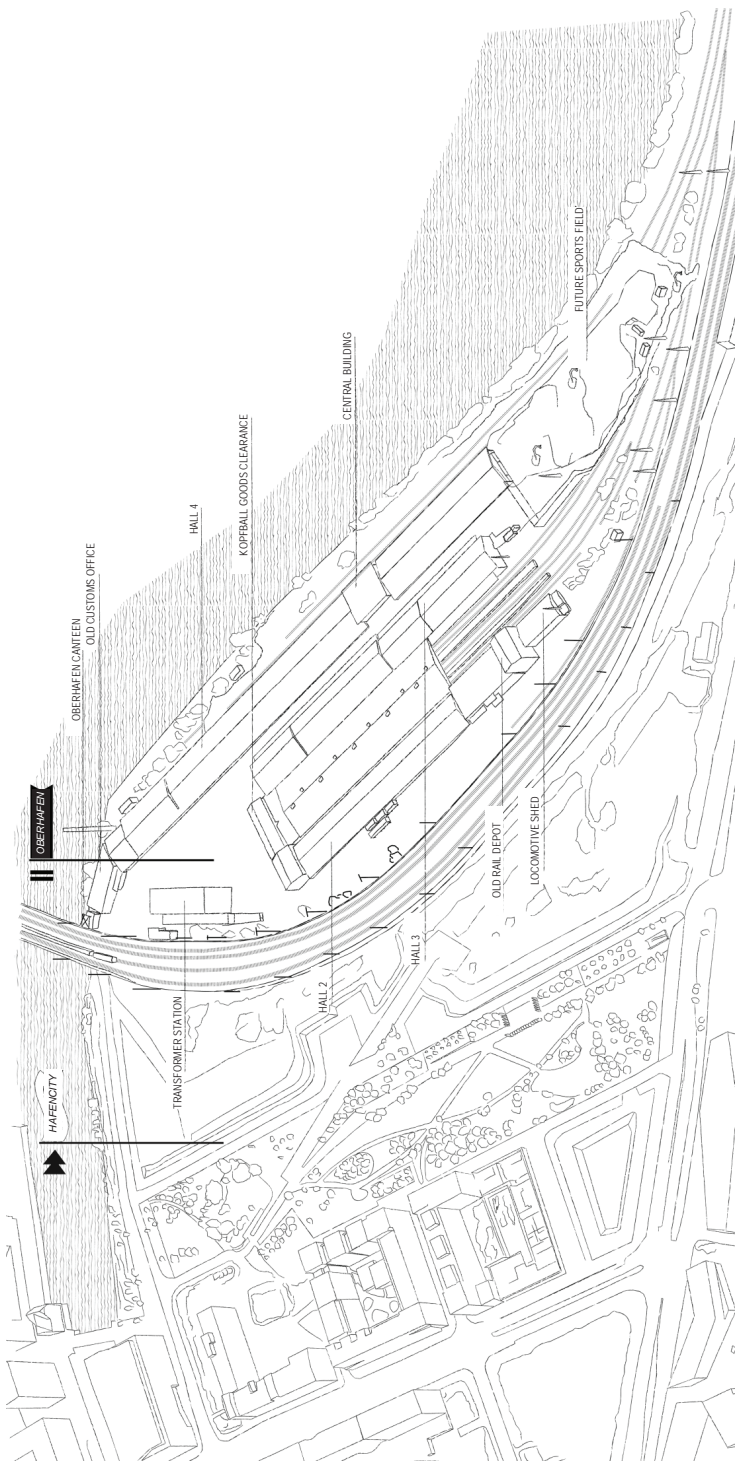 HAFENCITY
OBERHAFEN
OBERHAFEN CANTEEN
OLD CUSTOMS OFFICE
HALL 4
KOPFBALL GOODS CLEARANCE
CENTRAL BUILDING
FUTURE SPORTS FIELD
TRANSFORMER STATION
HALL 2
HALL 3
OLD RAIL DEPOT
LOCOMOTIVE SHED